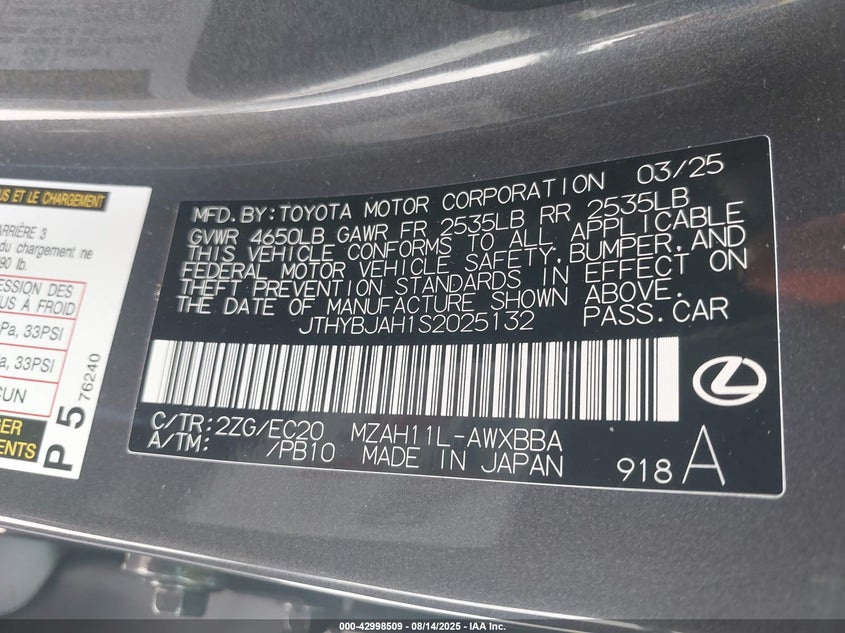 US ET LE CHARGEMENT
ARRIÈRE 3
du chargement ne
90 lb.
ESSION DES
US À FROID
Pa, 33PSI
a, 33PSI
CUN
ER
EMENTS
P 5 76240
MFD. BY: TOYOTA MOTOR CORPORATION 03/25
GVWR 4650LB GAWR FR 2535LB RR 2535LB
THIS VEHICLE CONFORMS TO ALL APPLICABLE
FEDERAL MOTOR VEHICLE SAFETY, BUMPER, AND
THEFT PREVENTION STANDARDS IN EFFECT ON
THE DATE OF MANUFACTURE SHOWN ABOVE.
JTHYBJAH1S2025132 PASS. CAR
C/TR: 2ZG/EC20 MZAH11L-AWXBBA
A/TM: /PB10 MADE IN JAPAN 918 A
000-42998509 - 08/14/2025 - IAA Inc.